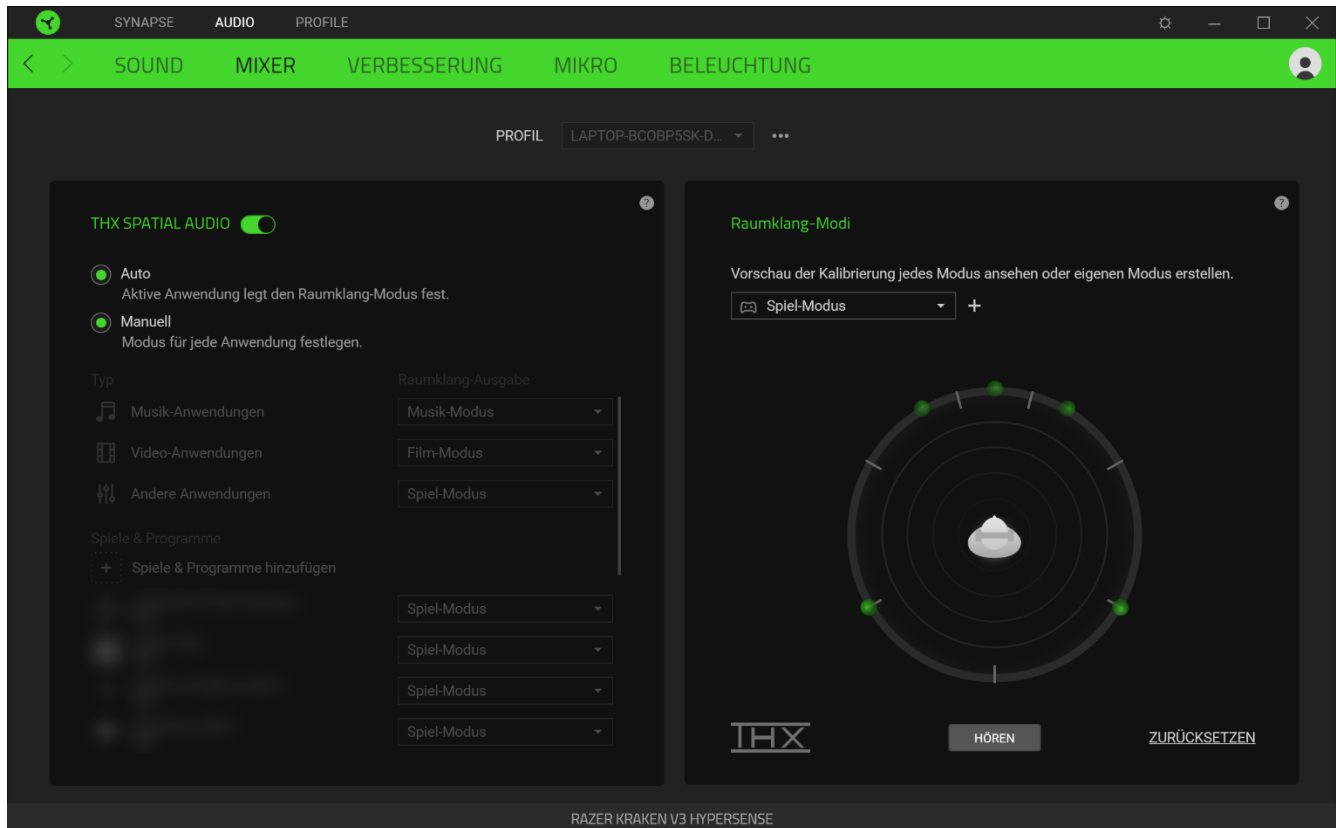 SYNAPSE AUDIO PROFILE
SOUND MIXER VERBESSERUNG MIKRO BELEUCHTUNG
PROFIL LAPTOP-BCOBP5SK-D...
THX SPATIAL AUDIO
Auto
Aktive Anwendung legt den Raumklang-Modus fest.
Manuell
Modus für jede Anwendung festlegen.
Typ Raumklang-Ausgabe
Musik-Anwendungen Musik-Modus
Video-Anwendungen Film-Modus
Andere Anwendungen Spiel-Modus
Spiele & Programme
+ Spiele & Programme hinzufügen
Spiel-Modus
Spiel-Modus
Spiel-Modus
Spiel-Modus
?
Raumklang-Modi
?
Vorschau der Kalibrierung jedes Modus ansehen oder eigenen Modus erstellen.
Spiel-Modus +
THX HÖREN ZURÜCKSETZEN
RAZER KRAKEN V3 HYPERSENSE